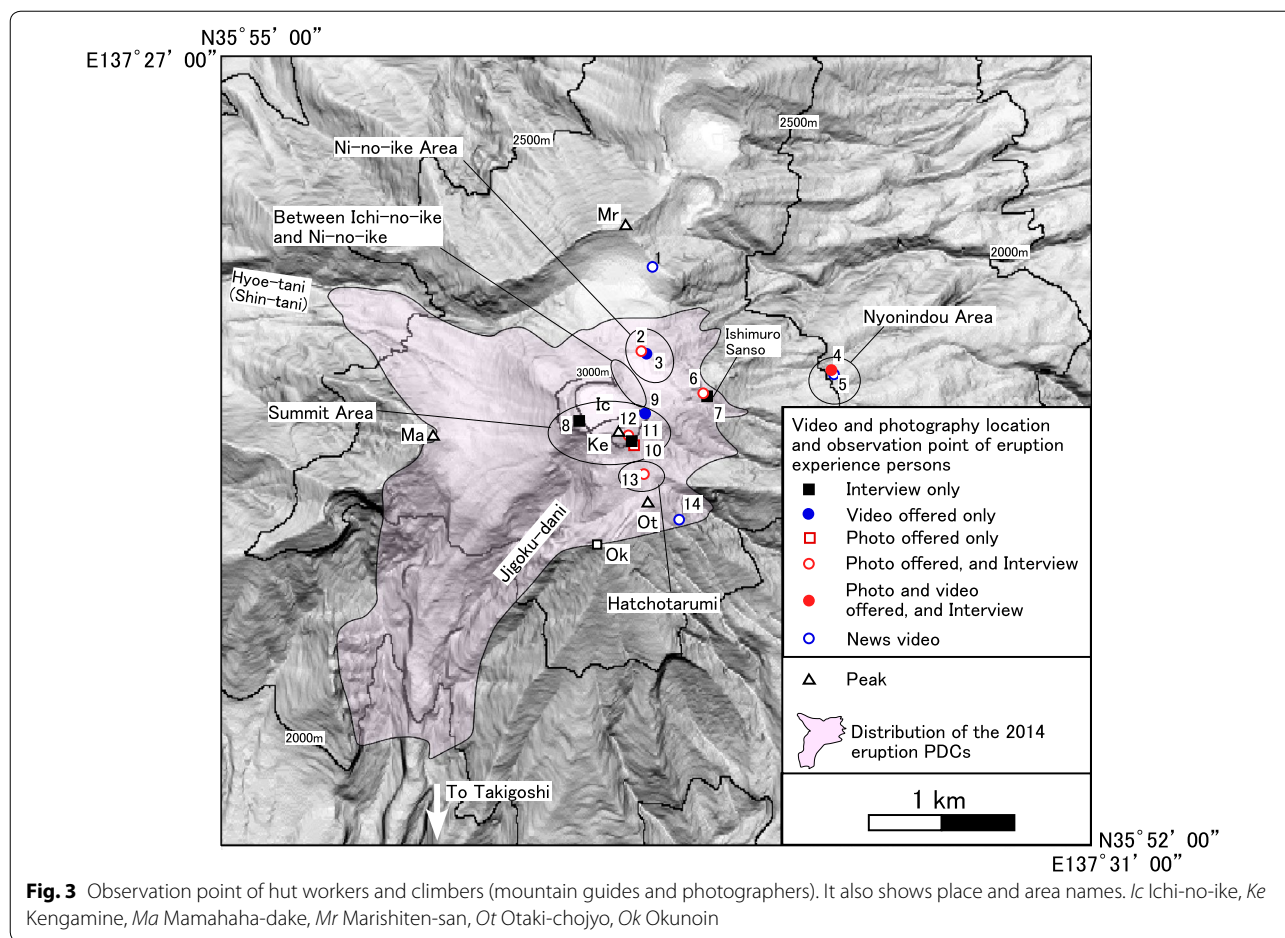 N35°55' 00”
E137°27' 00”
2500m
2500m
Ni-no-ike Area
Between Ichi-no-ike
and Ni-no-ike
Mr
1
2000m
Hyoe-tani
(Shin-tani)
Nyonindou Area
2
3
Ishimuro
Sanso
4
5
3000m
6
7
Ic
9
Summit Area
8
12
11
Ma
Ke
10
13
14
Ot
Jigoku-dani
Ok
Hatchotarumi
2000m
To Takigoshi
Video and photography location
and observation point of eruption
experience persons
Interview only
Video offered only
Photo offered only
Photo offered, and Interview
Photo and video
offered, and Interview
News video
Peak
Distribution of the 2014
eruption PDCs
1 km
N35°52' 00”
E137°31' 00”
Fig. 3 Observation point of hut workers and climbers (mountain guides and photographers). It also shows place and area names. Ic Ichi-no-ike, Ke
Kengamine, Ma Mamahaha-dake, Mr Marishiten-san, Ot Otaki-chojyo, Ok Okunoin